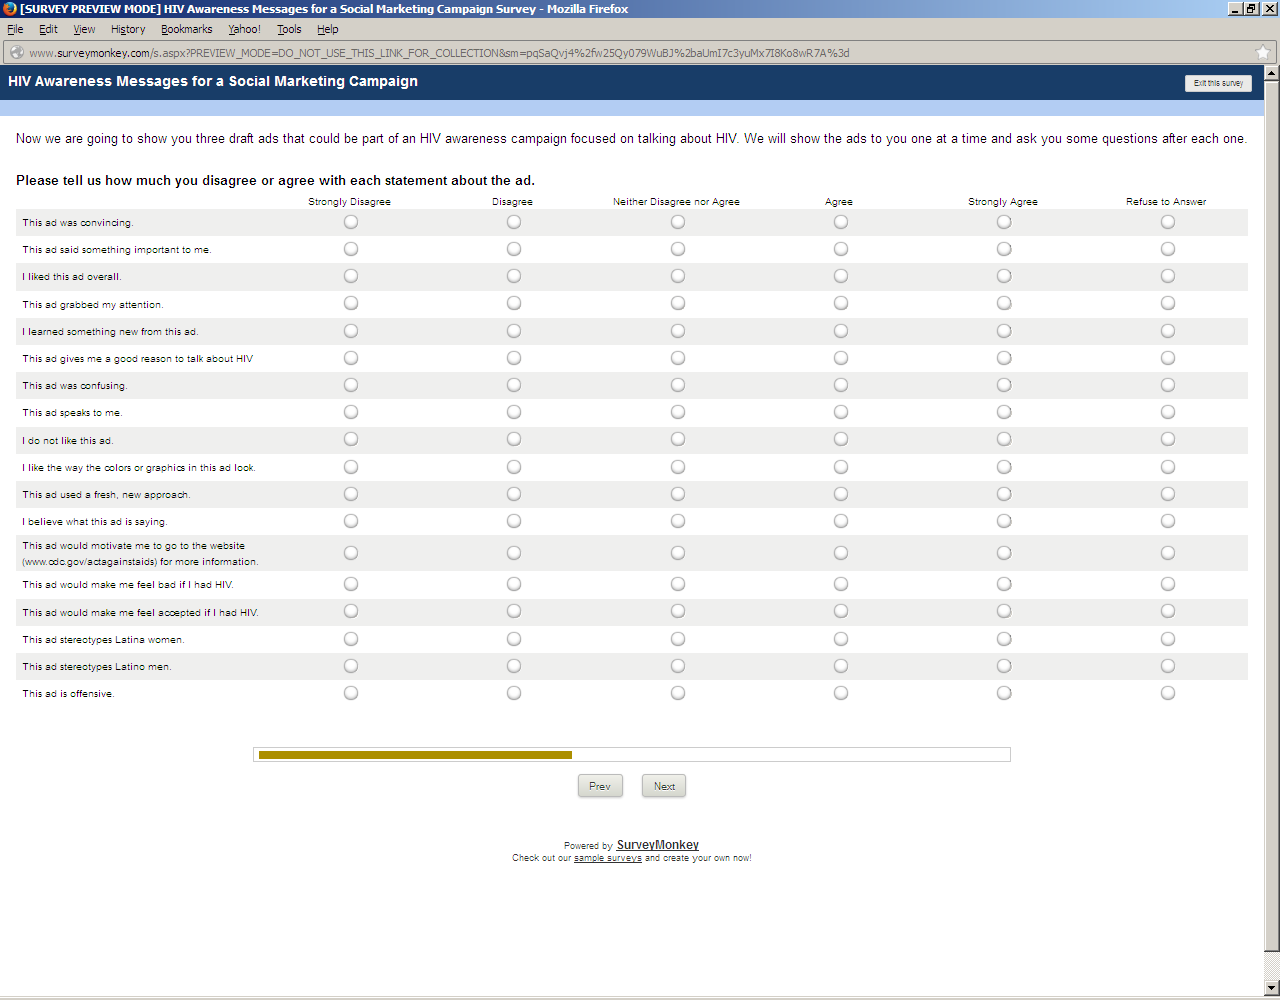 [SURVEY PREVIEW MODE] HIV Awareness Messages for a Social Marketing Campaign Survey - Mozilla Firefox
File Edit View History Bookmarks Yahoo! Tools Help
www.surveymonkey.com/s.aspx?PREVIEW_MODE=DO_NOT_USE_THIS_LINK_FOR_COLLECTION&sm=pqSaQvj4%2fw25Qy079WuBJ%2baUmI7c3yuMx7I8Ko8wR7A%3d
HIV Awareness Messages for a Social Marketing Campaign
Exit this survey
Now we are going to show you three draft ads that could be part of an HIV awareness campaign focused on talking about HIV. We will show the ads to you one at a time and ask you some questions after each one.
Please tell us how much you disagree or agree with each statement about the ad.
Strongly Disagree Disagree Neither Disagree nor Agree Agree Strongly Agree Refuse to Answer
This ad was convincing.
This ad said something important to me.
I liked this ad overall.
This ad grabbed my attention.
I learned something new from this ad.
This ad gives me a good reason to talk about HIV
This ad was confusing.
This ad speaks to me.
I do not like this ad.
I like the way the colors or graphics in this ad look.
This ad used a fresh, new approach.
I believe what this ad is saying.
This ad would motivate me to go to the website
(www.cdc.gov/actagainstaids) for more information.
This ad would make me feel bad if I had HIV.
This ad would make me feel accepted if I had HIV.
This ad stereotypes Latina women.
This ad stereotypes Latino men.
This ad is offensive.
Prev Next
Powered by SurveyMonkey
Check out our sample surveys and create your own now!